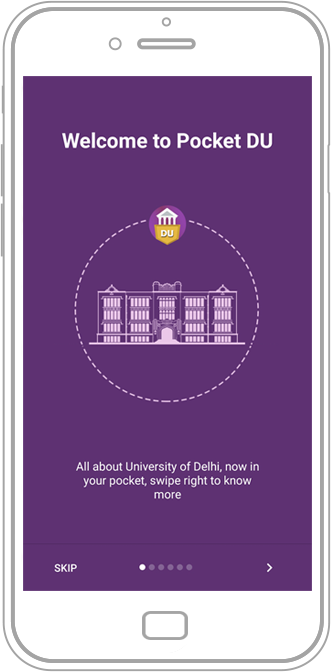 Welcome to Pocket DU
DU
All about University of Delhi, now in
your pocket, swipe right to know
more
SKIP